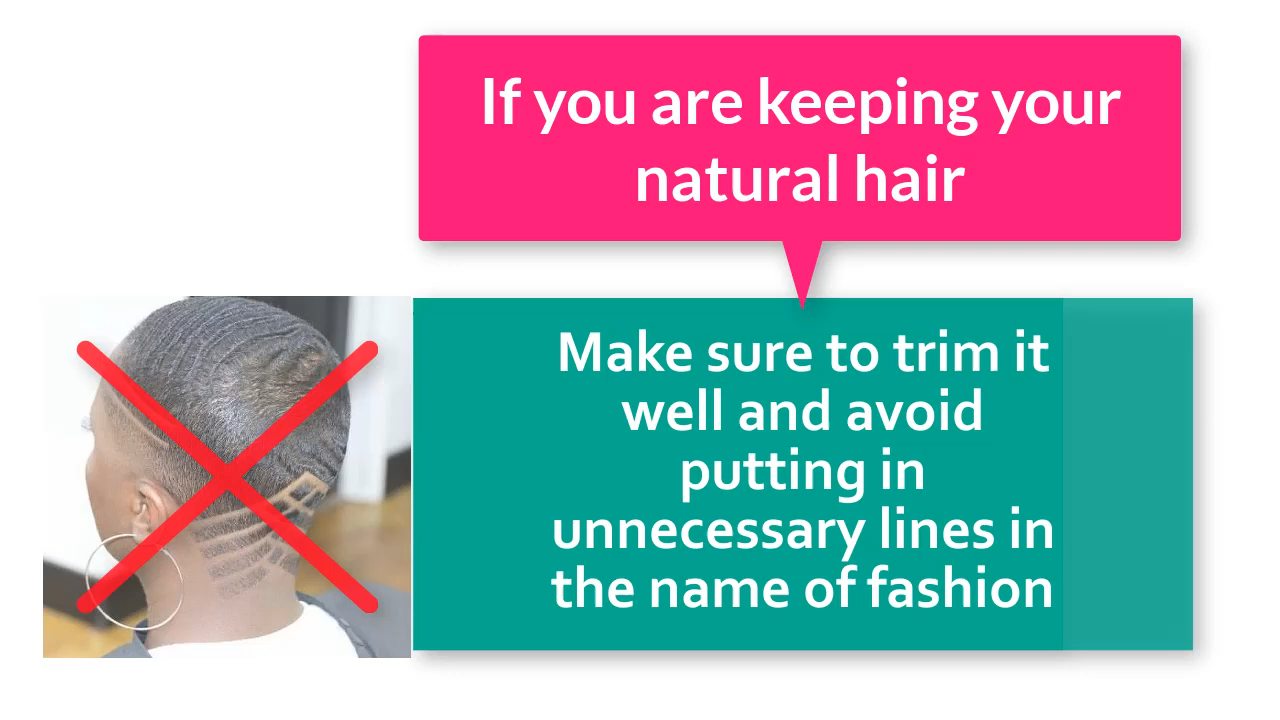 If you are keeping your
natural hair
Make sure to trim it
well and avoid
putting in
unnecessary lines in
the name of fashion